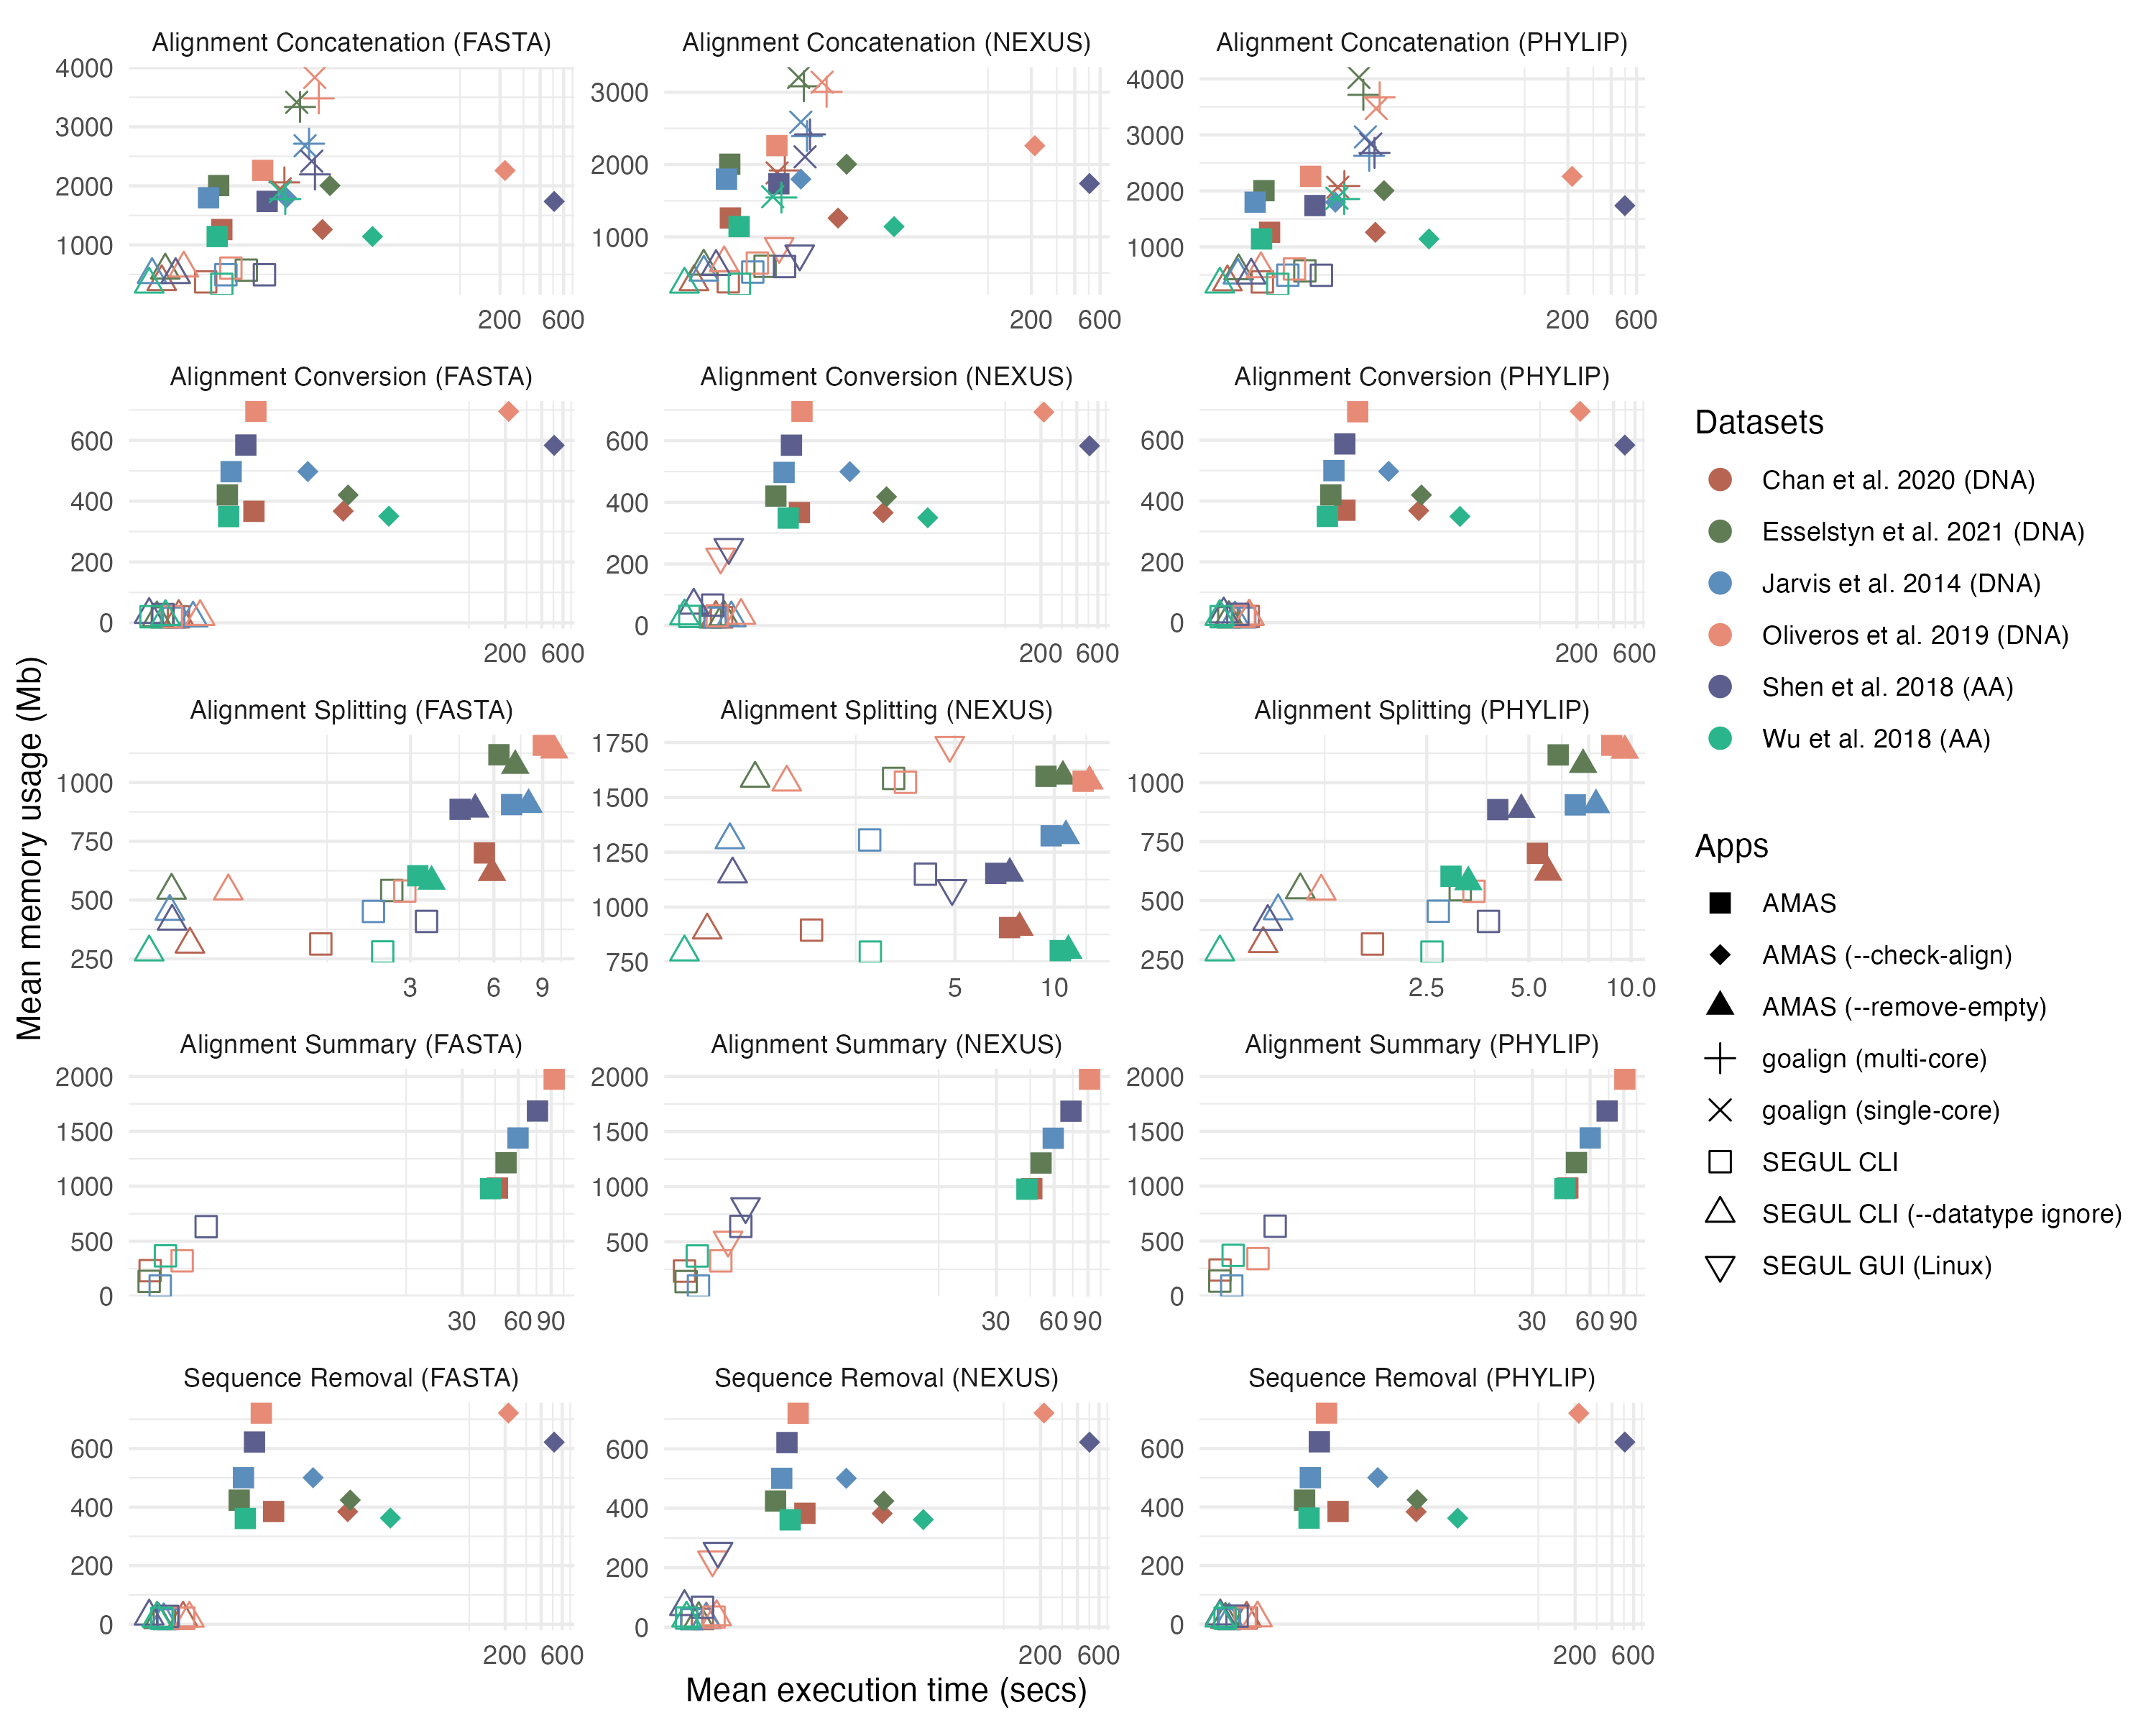 Alignment Concatenation (FASTA) Alignment Concatenation (NEXUS) Alignment Concatenation (PHYLIP)
4000 3000 2000 1000
3000 2000 1000
4000 3000 2000 1000
200 600 200 600 200 600
Alignment Conversion (FASTA) Alignment Conversion (NEXUS) Alignment Conversion (PHYLIP)
600 400 200 0
600 400 200 0
600 400 200 0
200 600 200 600 200 600
Alignment Splitting (FASTA) Alignment Splitting (NEXUS) Alignment Splitting (PHYLIP)
1000 750 500 250
1750 1500 1250 1000 750
1000 750 500 250
3 6 9 5 10 2.5 5.0 10.0
Alignment Summary (FASTA) Alignment Summary (NEXUS) Alignment Summary (PHYLIP)
2000 1500 1000 500 0
2000 1500 1000 500
2000 1500 1000 500 0
30 60 90 30 60 90 30 60 90
Sequence Removal (FASTA) Sequence Removal (NEXUS) Sequence Removal (PHYLIP)
600 400 200 0
600 400 200 0
600 400 200 0
200 600 200 600 200 600
Mean memory usage (Mb)
Mean execution time (secs)
Datasets
Chan et al. 2020 (DNA)
Esselstyn et al. 2021 (DNA)
Jarvis et al. 2014 (DNA)
Oliveros et al. 2019 (DNA)
Shen et al. 2018 (AA)
Wu et al. 2018 (AA)
Apps
AMAS
AMAS (--check-align)
AMAS (--remove-empty)
goalign (multi-core)
goalign (single-core)
SEGUL CLI
SEGUL CLI (--datatype ignore)
SEGUL GUI (Linux)